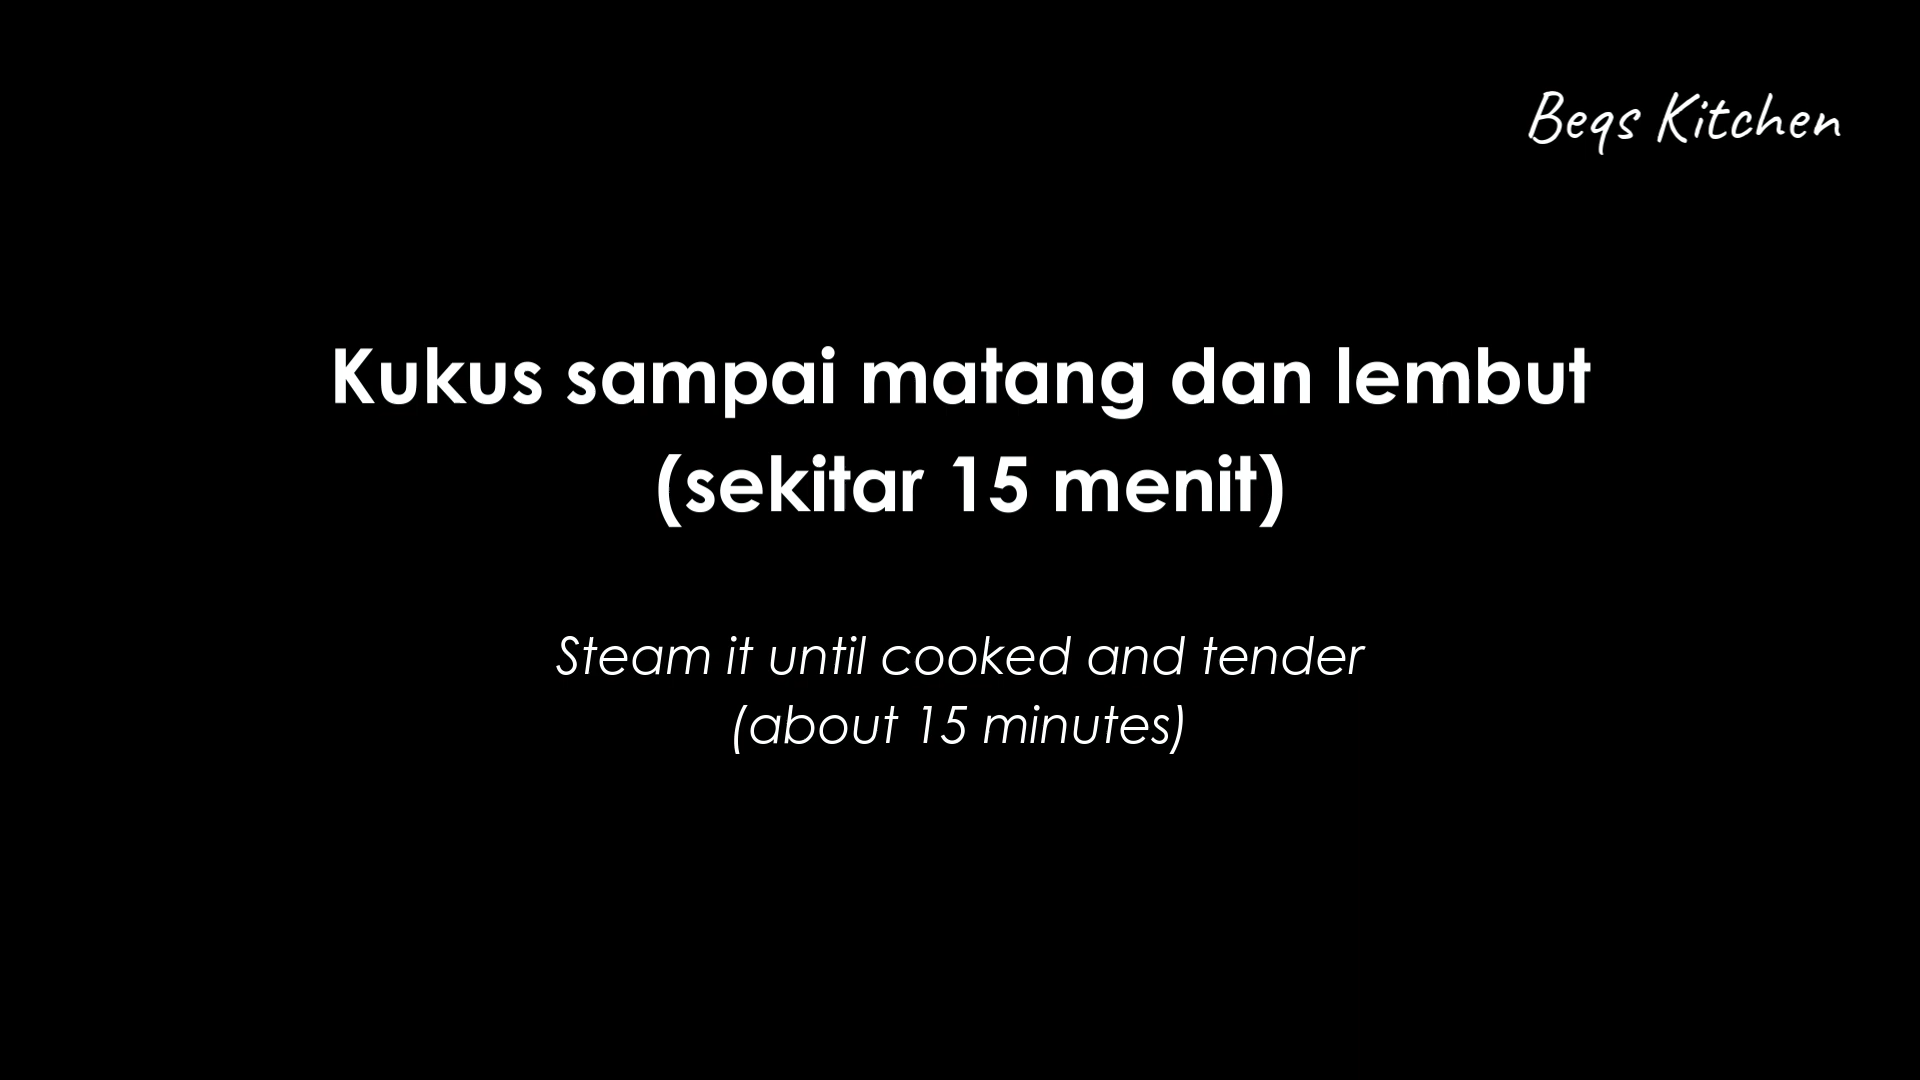 Beqs Kitchen
Kukus sampai matang dan lembut
(sekitar 15 menit)
Steam it until cooked and tender
(about 15 minutes)